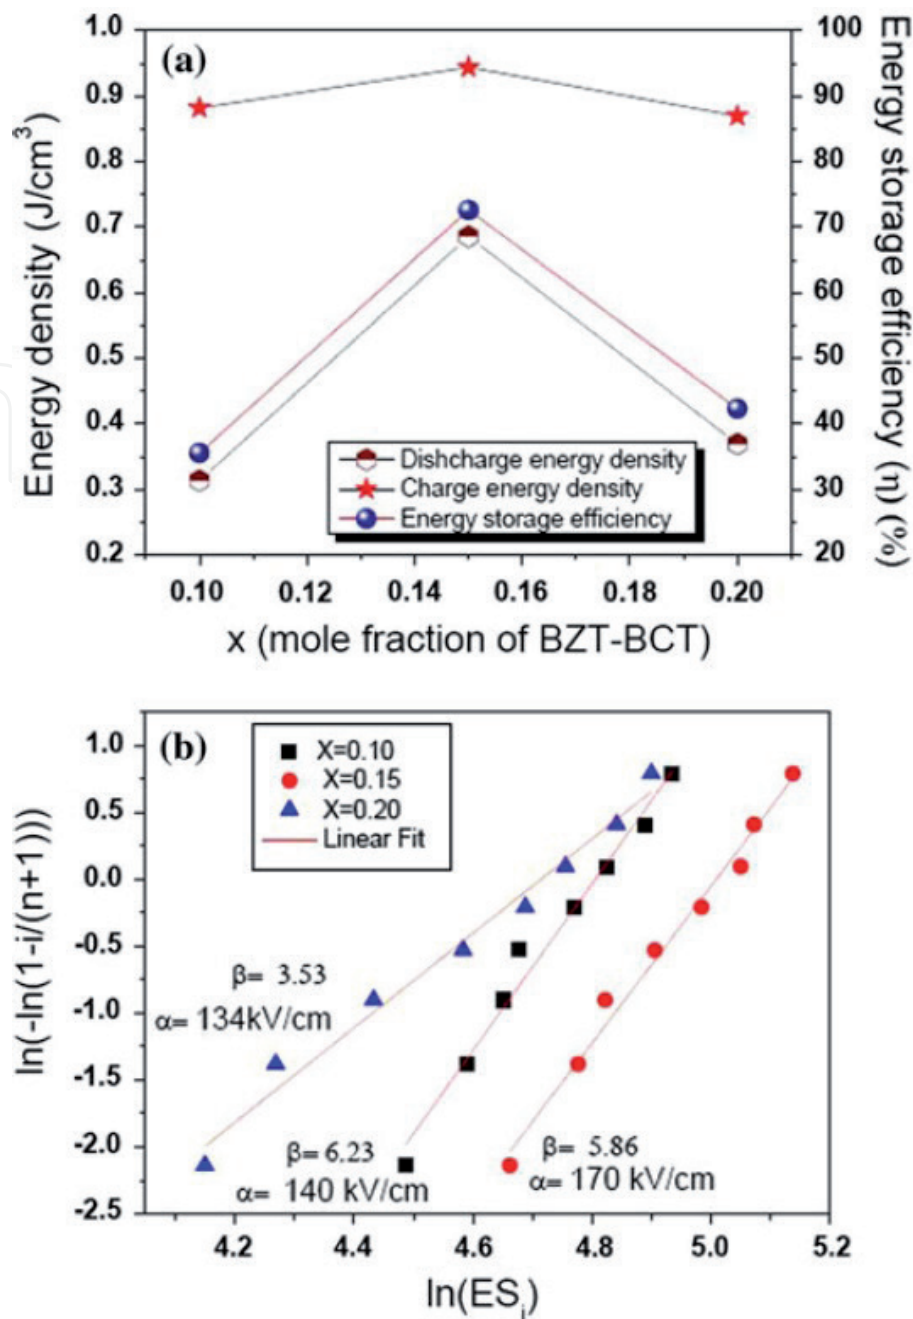 (a)
Energy density (J/cm³)
1.0
0.9
0.8
0.7
0.6
0.5
0.4
0.3
0.2
100
90
80
70
60
50
40
30
20
Energy storage efficiency (η) (%)
Dishcharge energy density
Charge energy density
Energy storage efficiency
0.10 0.12 0.14 0.16 0.18 0.20
x (mole fraction of BZT-BCT)
(b)
ln(-ln(1-i/(n+1)))
1.0
0.5
0.0
-0.5
-1.0
-1.5
-2.0
-2.5
X=0.10
X=0.15
X=0.20
Linear Fit
β= 3.53
α= 134kV/cm
β= 6.23
α= 140 kV/cm
β= 5.86
α= 170 kV/cm
4.2 4.4 4.6 4.8 5.0 5.2
ln(ESᵢ)